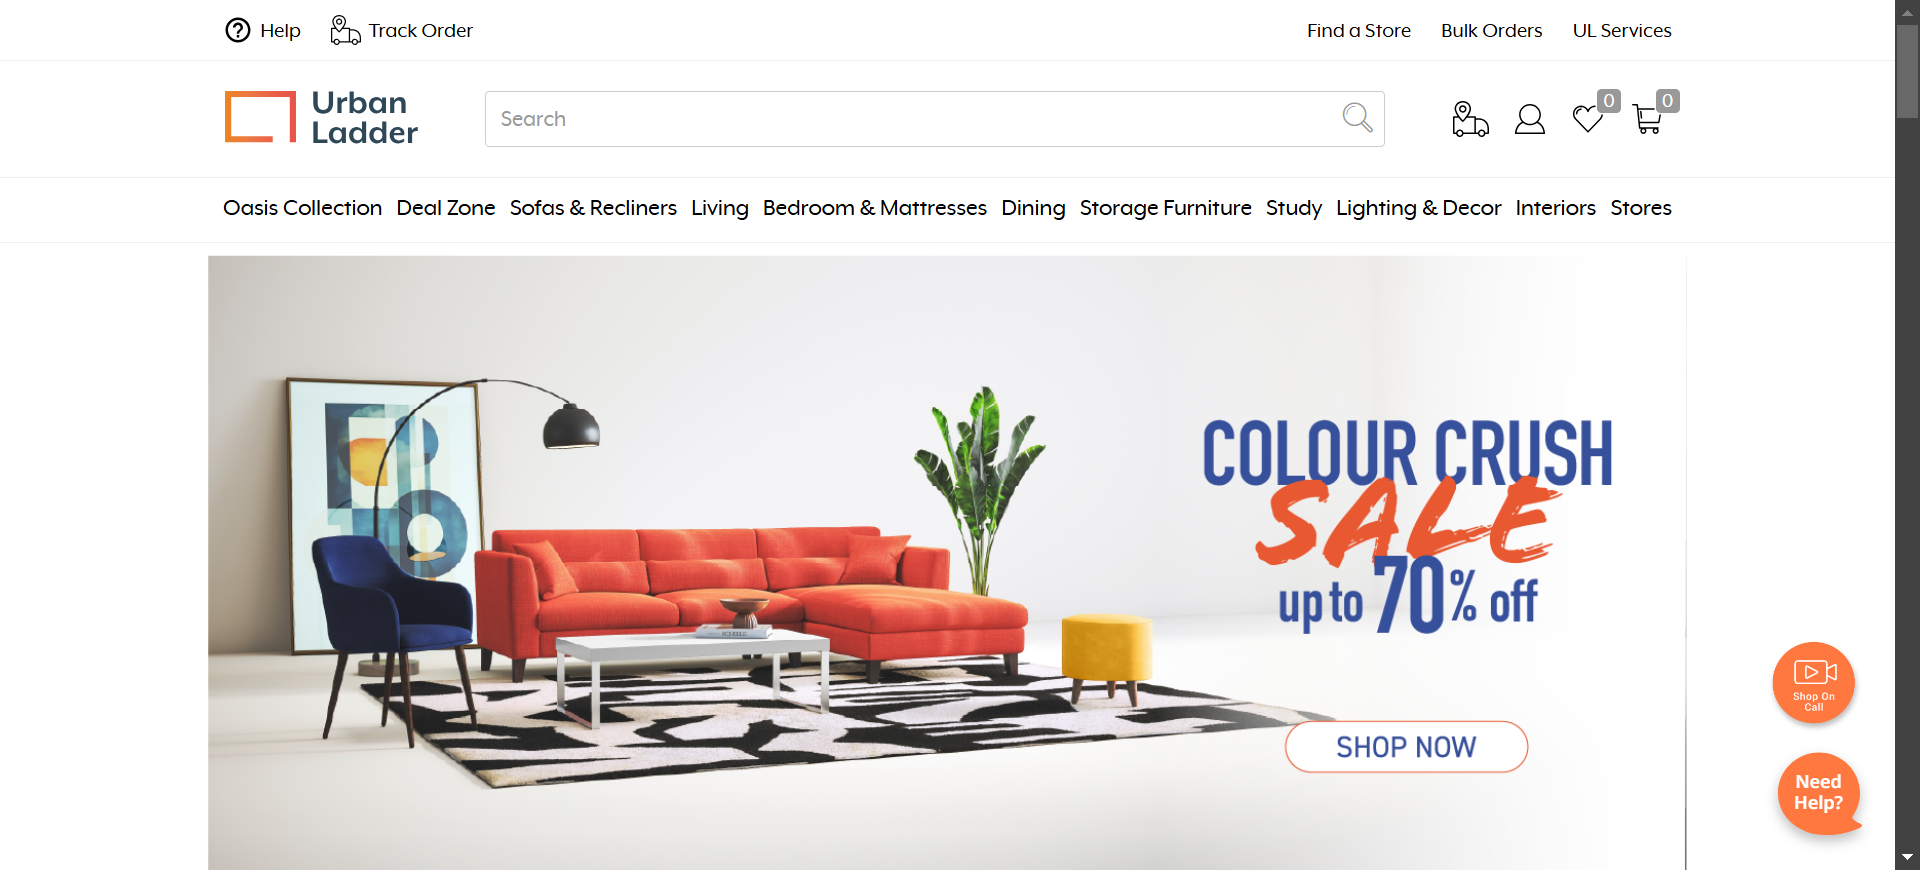 Help Track Order Find a Store Bulk Orders UL Services
Urban
Ladder
Search
0 0
Oasis Collection Deal Zone Sofas & Recliners Living Bedroom & Mattresses Dining Storage Furniture Study Lighting & Decor Interiors Stores
COLOUR CRUSH
SALE
up to 70% off
SHOP NOW
Shop On
Call
Need
Help?